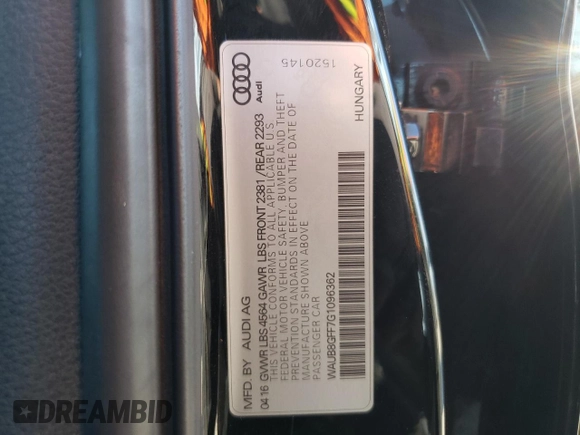 MFD. BY AUDI AG
04 16 GVWR LBS 4564 GAWR LBS FRONT 2381 / REAR 2293
THIS VEHICLE CONFORMS TO ALL APPLICABLE U.S.
FEDERAL MOTOR VEHICLE SAFETY, BUMPER AND THEFT
PREVENTION STANDARDS IN EFFECT ON THE DATE OF
MANUFACTURE SHOWN ABOVE.
PASSENGER CAR
WAUB8GFF7G1096362
HUNGARY
Audi
1520145
DREAMBID